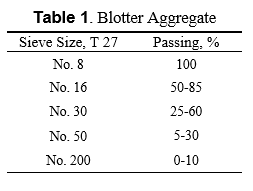 Table 1. Blotter Aggregate
Sieve Size, T 27 Passing, %
No. 8 100
No. 16 50-85
No. 30 25-60
No. 50 5-30
No. 200 0-10